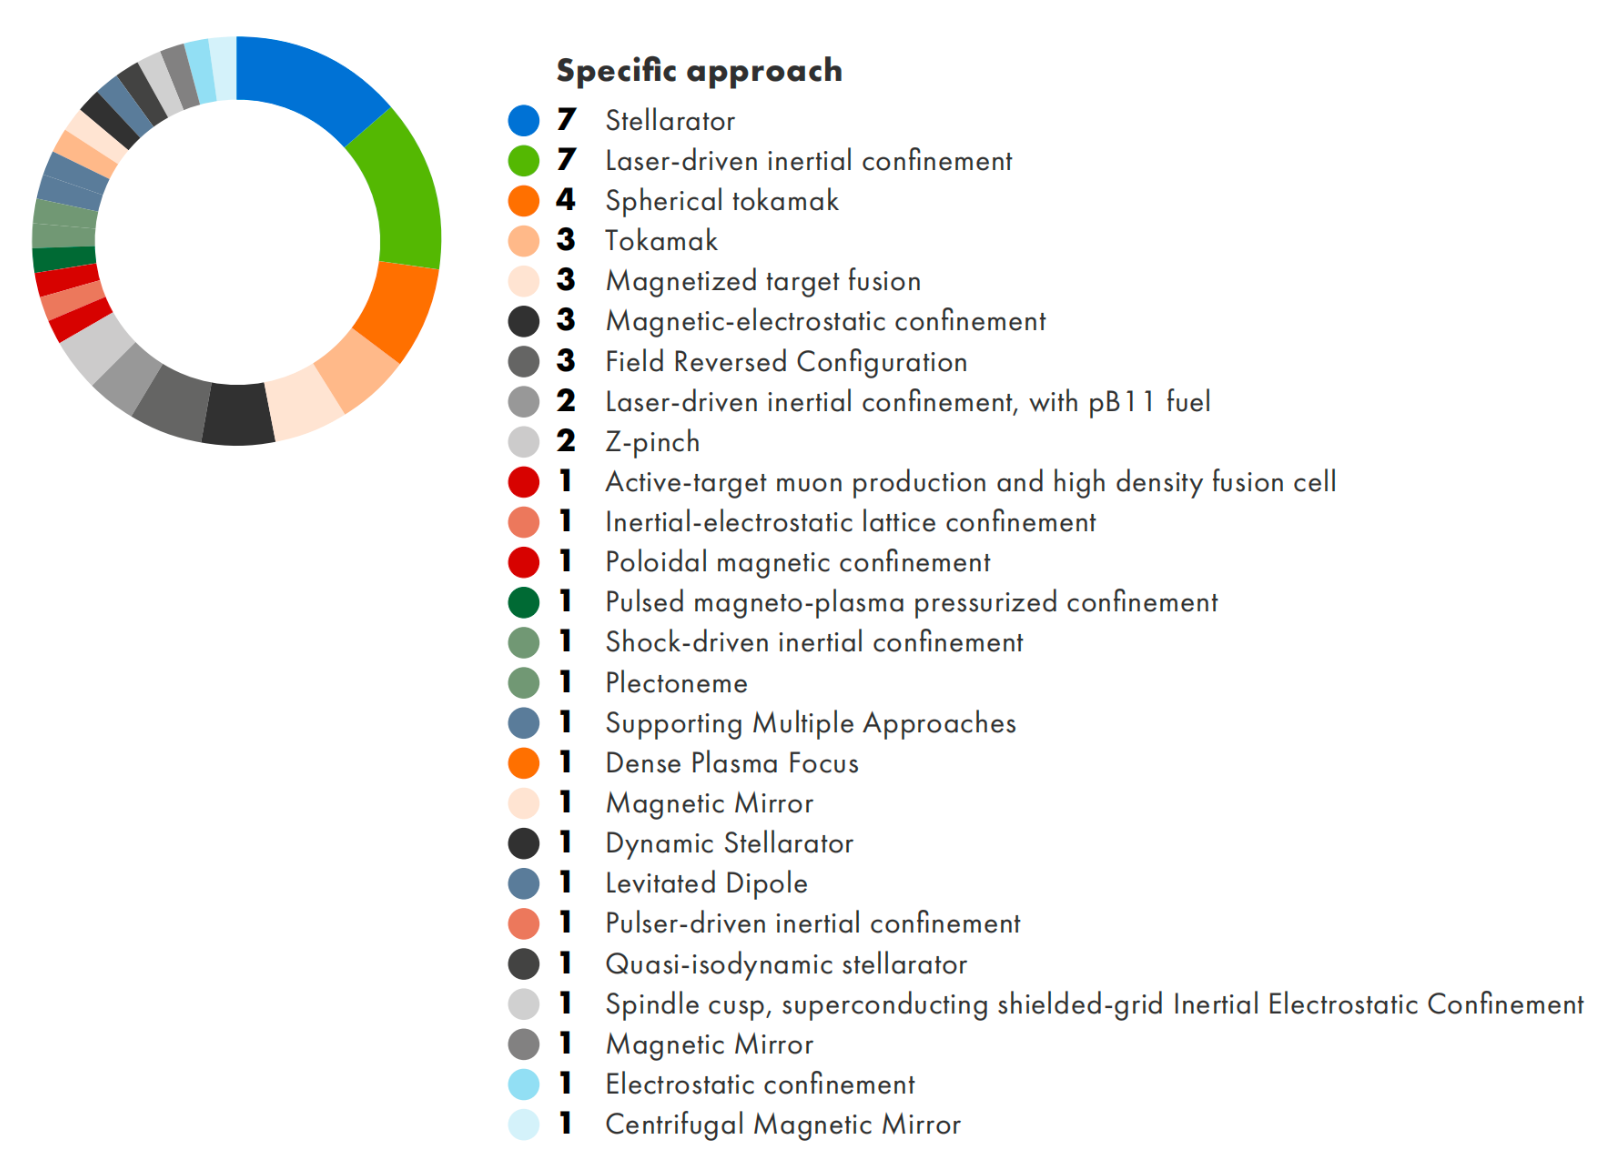 Specific approach
7 Stellarator
7 Laser-driven inertial confinement
4 Spherical tokamak
3 Tokamak
3 Magnetized target fusion
3 Magnetic-electrostatic confinement
3 Field Reversed Configuration
2 Laser-driven inertial confinement, with pB11 fuel
2 Z-pinch
1 Active-target muon production and high density fusion cell
1 Inertial-electrostatic lattice confinement
1 Poloidal magnetic confinement
1 Pulsed magneto-plasma pressurized confinement
1 Shock-driven inertial confinement
1 Plectoneme
1 Supporting Multiple Approaches
1 Dense Plasma Focus
1 Magnetic Mirror
1 Dynamic Stellarator
1 Levitated Dipole
1 Pulser-driven inertial confinement
1 Quasi-isodynamic stellarator
1 Spindle cusp, superconducting shielded-grid Inertial Electrostatic Confinement
1 Magnetic Mirror
1 Electrostatic confinement
1 Centrifugal Magnetic Mirror